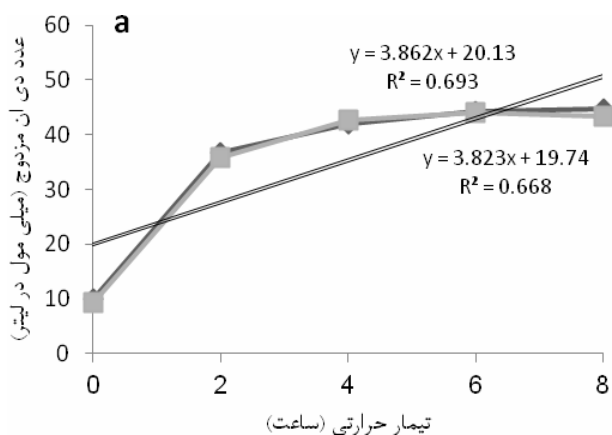 a
عدد دی ان مزدوج (میلی مول در لیتر)
60
50
40
30
20
10
0
y = 3.862x + 20.13
R² = 0.693
y = 3.823x + 19.74
R² = 0.668
0 2 4 6 8
تیمار حرارتی (ساعت)